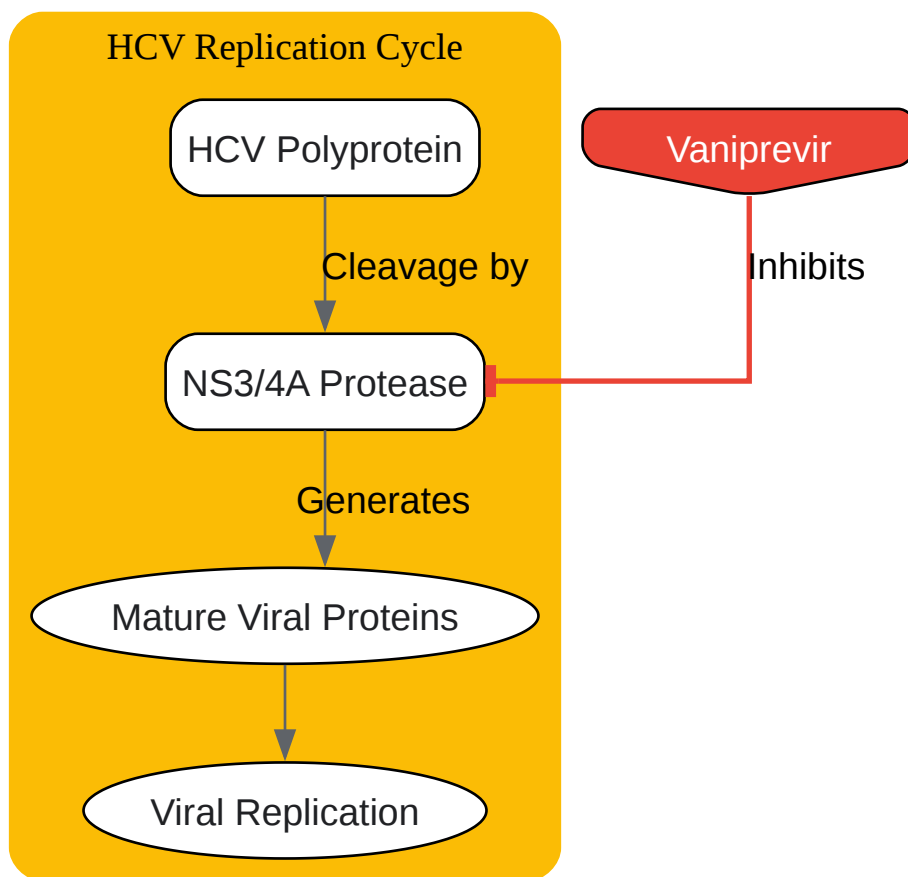 HCV Replication Cycle
HCV Polyprotein
Vaniprevir
Cleavage by
Inhibits
NS3/4A Protease
Generates
Mature Viral Proteins
Viral Replication